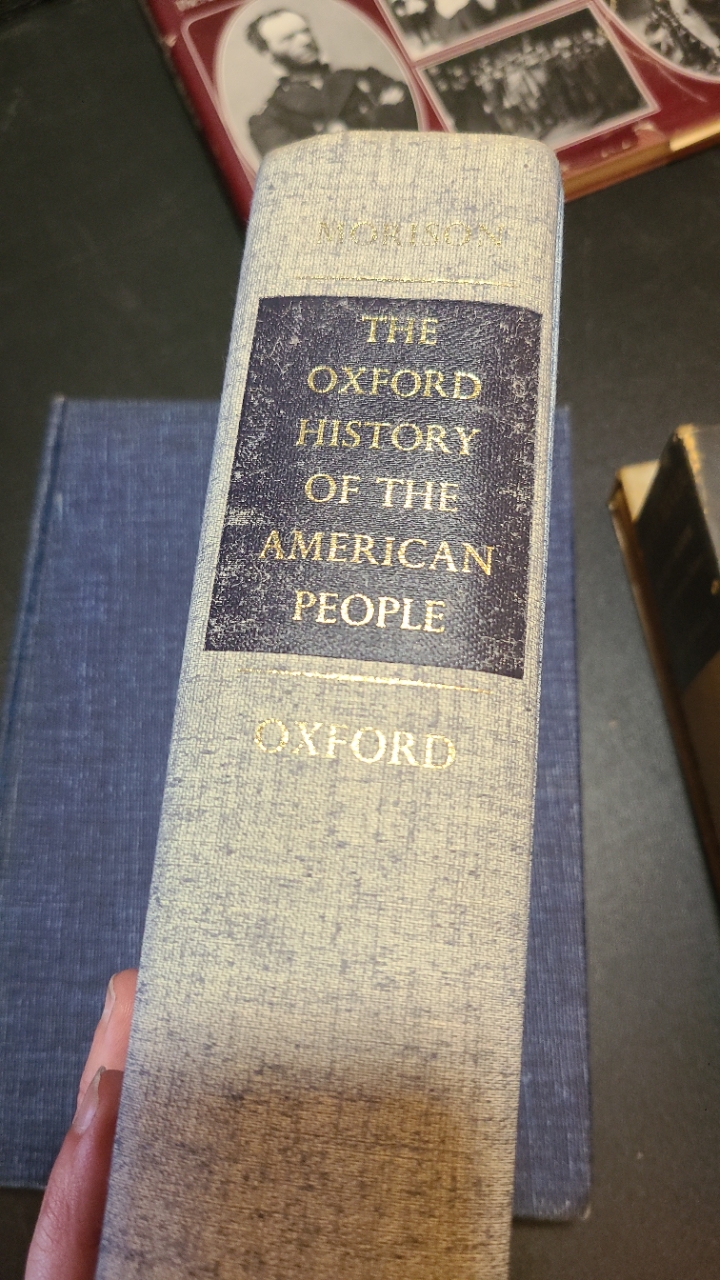 MORISON
THE
OXFORD
HISTORY
OF THE
AMERICAN
PEOPLE
OXFORD